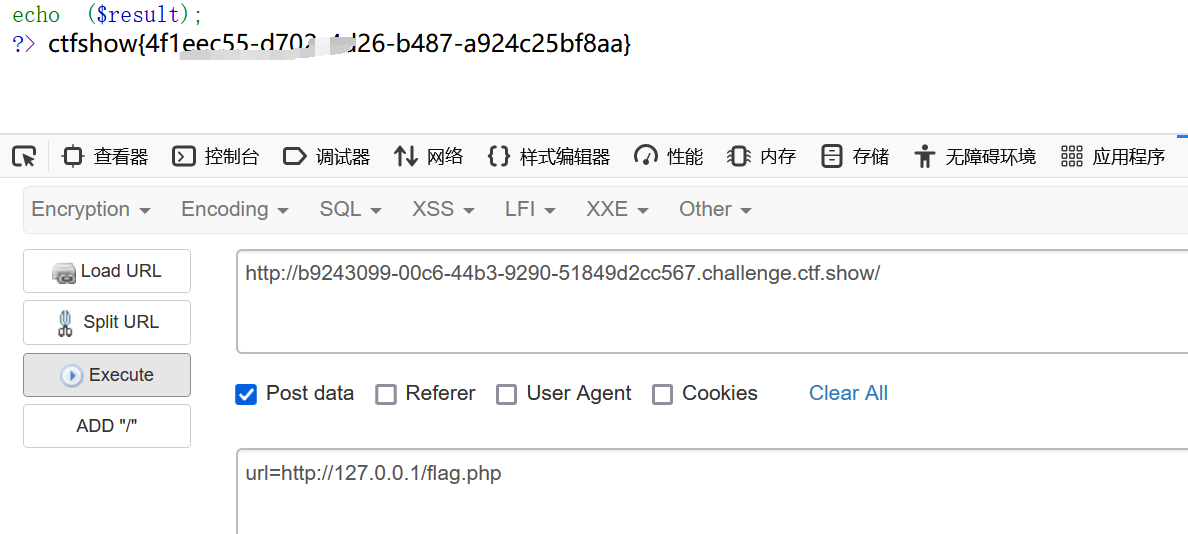 echo ($result);
?> ctfshow{4f1eec55-d702-4d26-b487-a924c25bf8aa}
查看器 控制台 调试器 网络 样式编辑器 性能 内存 存储 无障碍环境 应用程序
Encryption Encoding SQL XSS LFI XXE Other
Load URL
http://b9243099-00c6-44b3-9290-51849d2cc567.challenge.ctf.show/
Split URL
Execute
ADD "/"
Post data Referer User Agent Cookies Clear All
url=http://127.0.0.1/flag.php